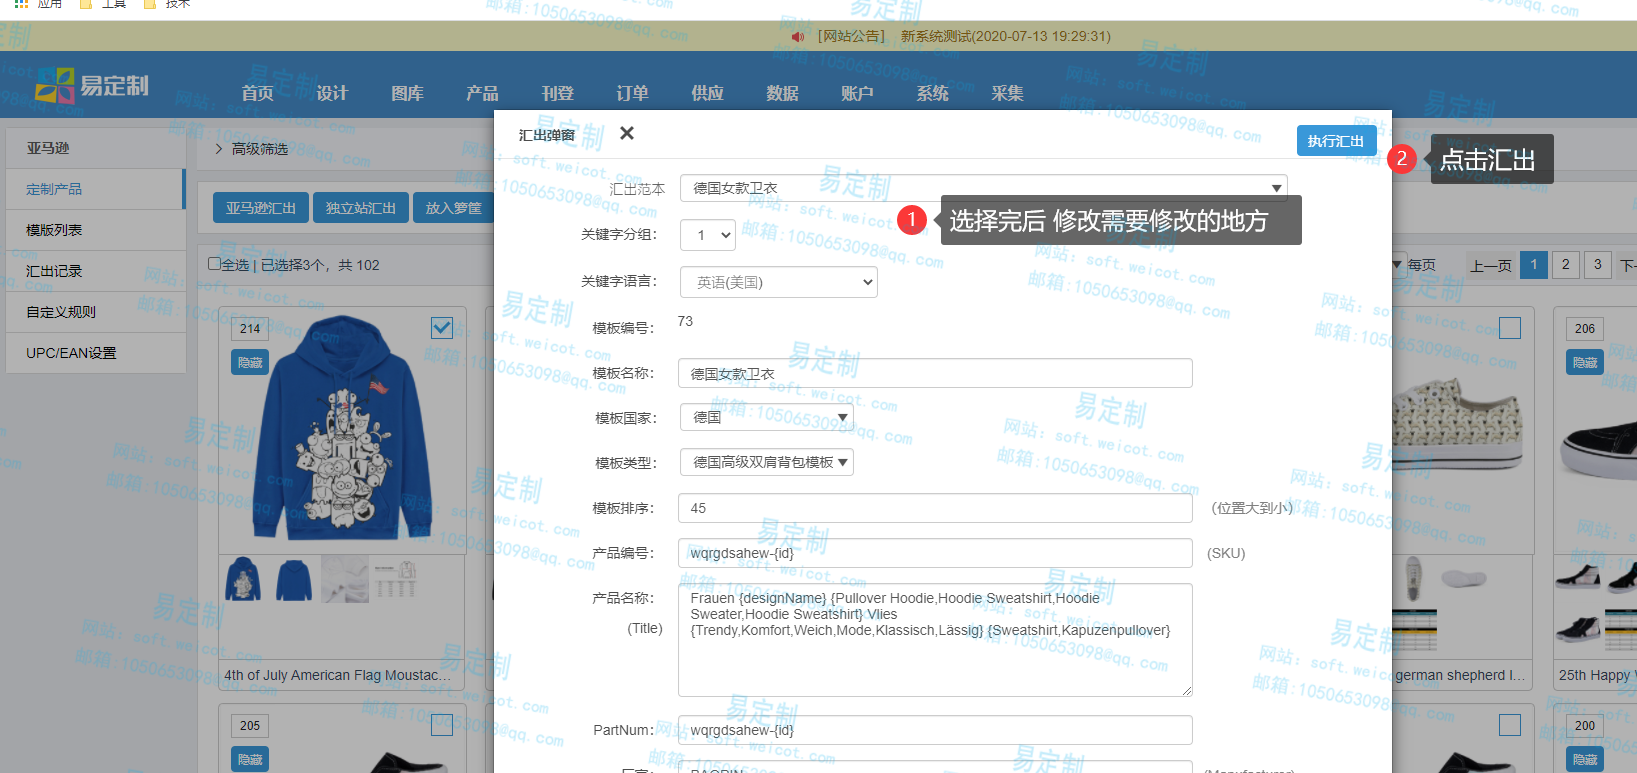 应用 工具 技术
[网站公告] 新系统测试(2020-07-13 19:29:31)
易定制
首页 设计 图库 产品 刊登 订单 供应 数据 账户 系统 采集
亚马逊
定制产品
模版列表
汇出记录
自定义规则
UPC/EAN设置
高级筛选
亚马逊汇出 独立站汇出 放入箩筐
全选 | 已选择3个，共 102
每页 上一页 1 2 3
214
隐藏
4th of July American Flag Moustac...
205
隐藏
汇出弹窗
执行汇出
2 点击汇出
汇出范本 德国女款卫衣
1 选择完后 修改需要修改的地方
关键字分组： 1
关键字语言： 英语(美国)
模板编号： 73
模板名称： 德国女款卫衣
模板国家： 德国
模板类型： 德国高级双肩背包模板
模板排序： 45 (位置大到小)
产品编号： wqrgdsahew-{id} (SKU)
产品名称： Frauen {designName} {Pullover Hoodie,Hoodie Sweatshirt,Hoodie
Sweater,Hoodie Sweatshirt} Vlies
(Title) {Trendy,Komfort,Weich,Mode,Klassisch,Lässig} {Sweatshirt,Kapuzenpullover}
PartNum： wqrgdsahew-{id}
206
隐藏
german shepherd l...
25th Happy
200
隐藏
易定制
网站：soft.weicot.com
邮箱:1050653098@qq.com